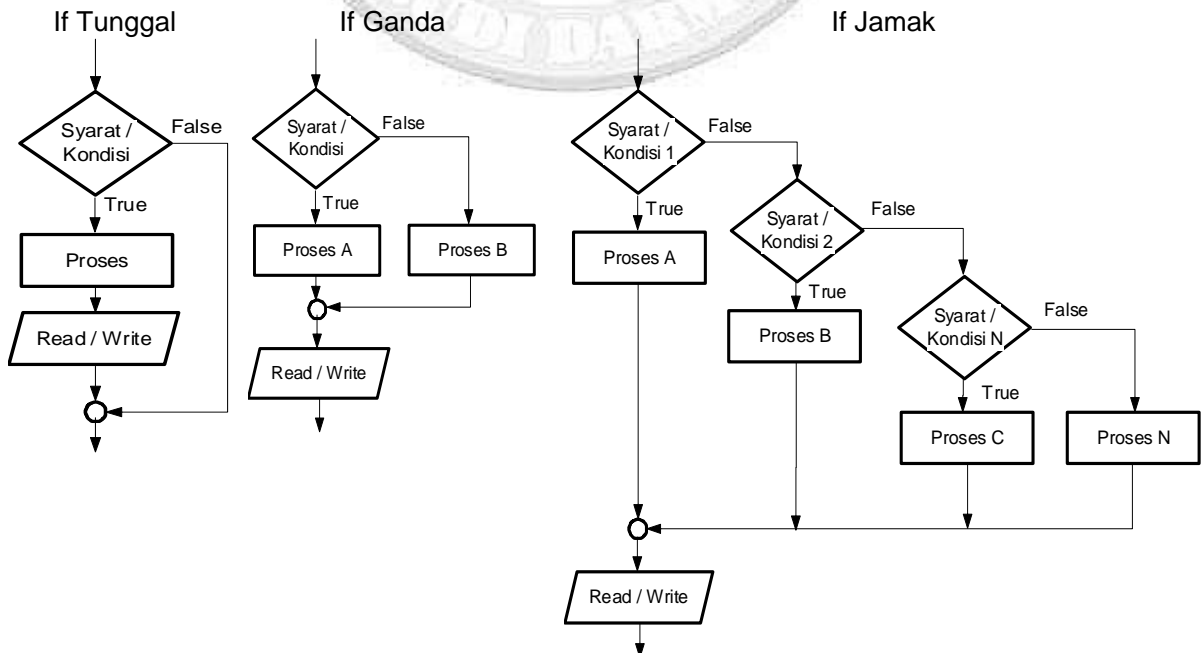 If Tunggal
If Ganda
If Jamak
Syarat /
Kondisi
False
True
Proses
Read / Write
Syarat /
Kondisi
False
True
Proses A
Proses B
Read / Write
Syarat /
Kondisi 1
False
True
Proses A
Syarat /
Kondisi 2
False
True
Proses B
Syarat /
Kondisi N
False
True
Proses C
Proses N
Read / Write